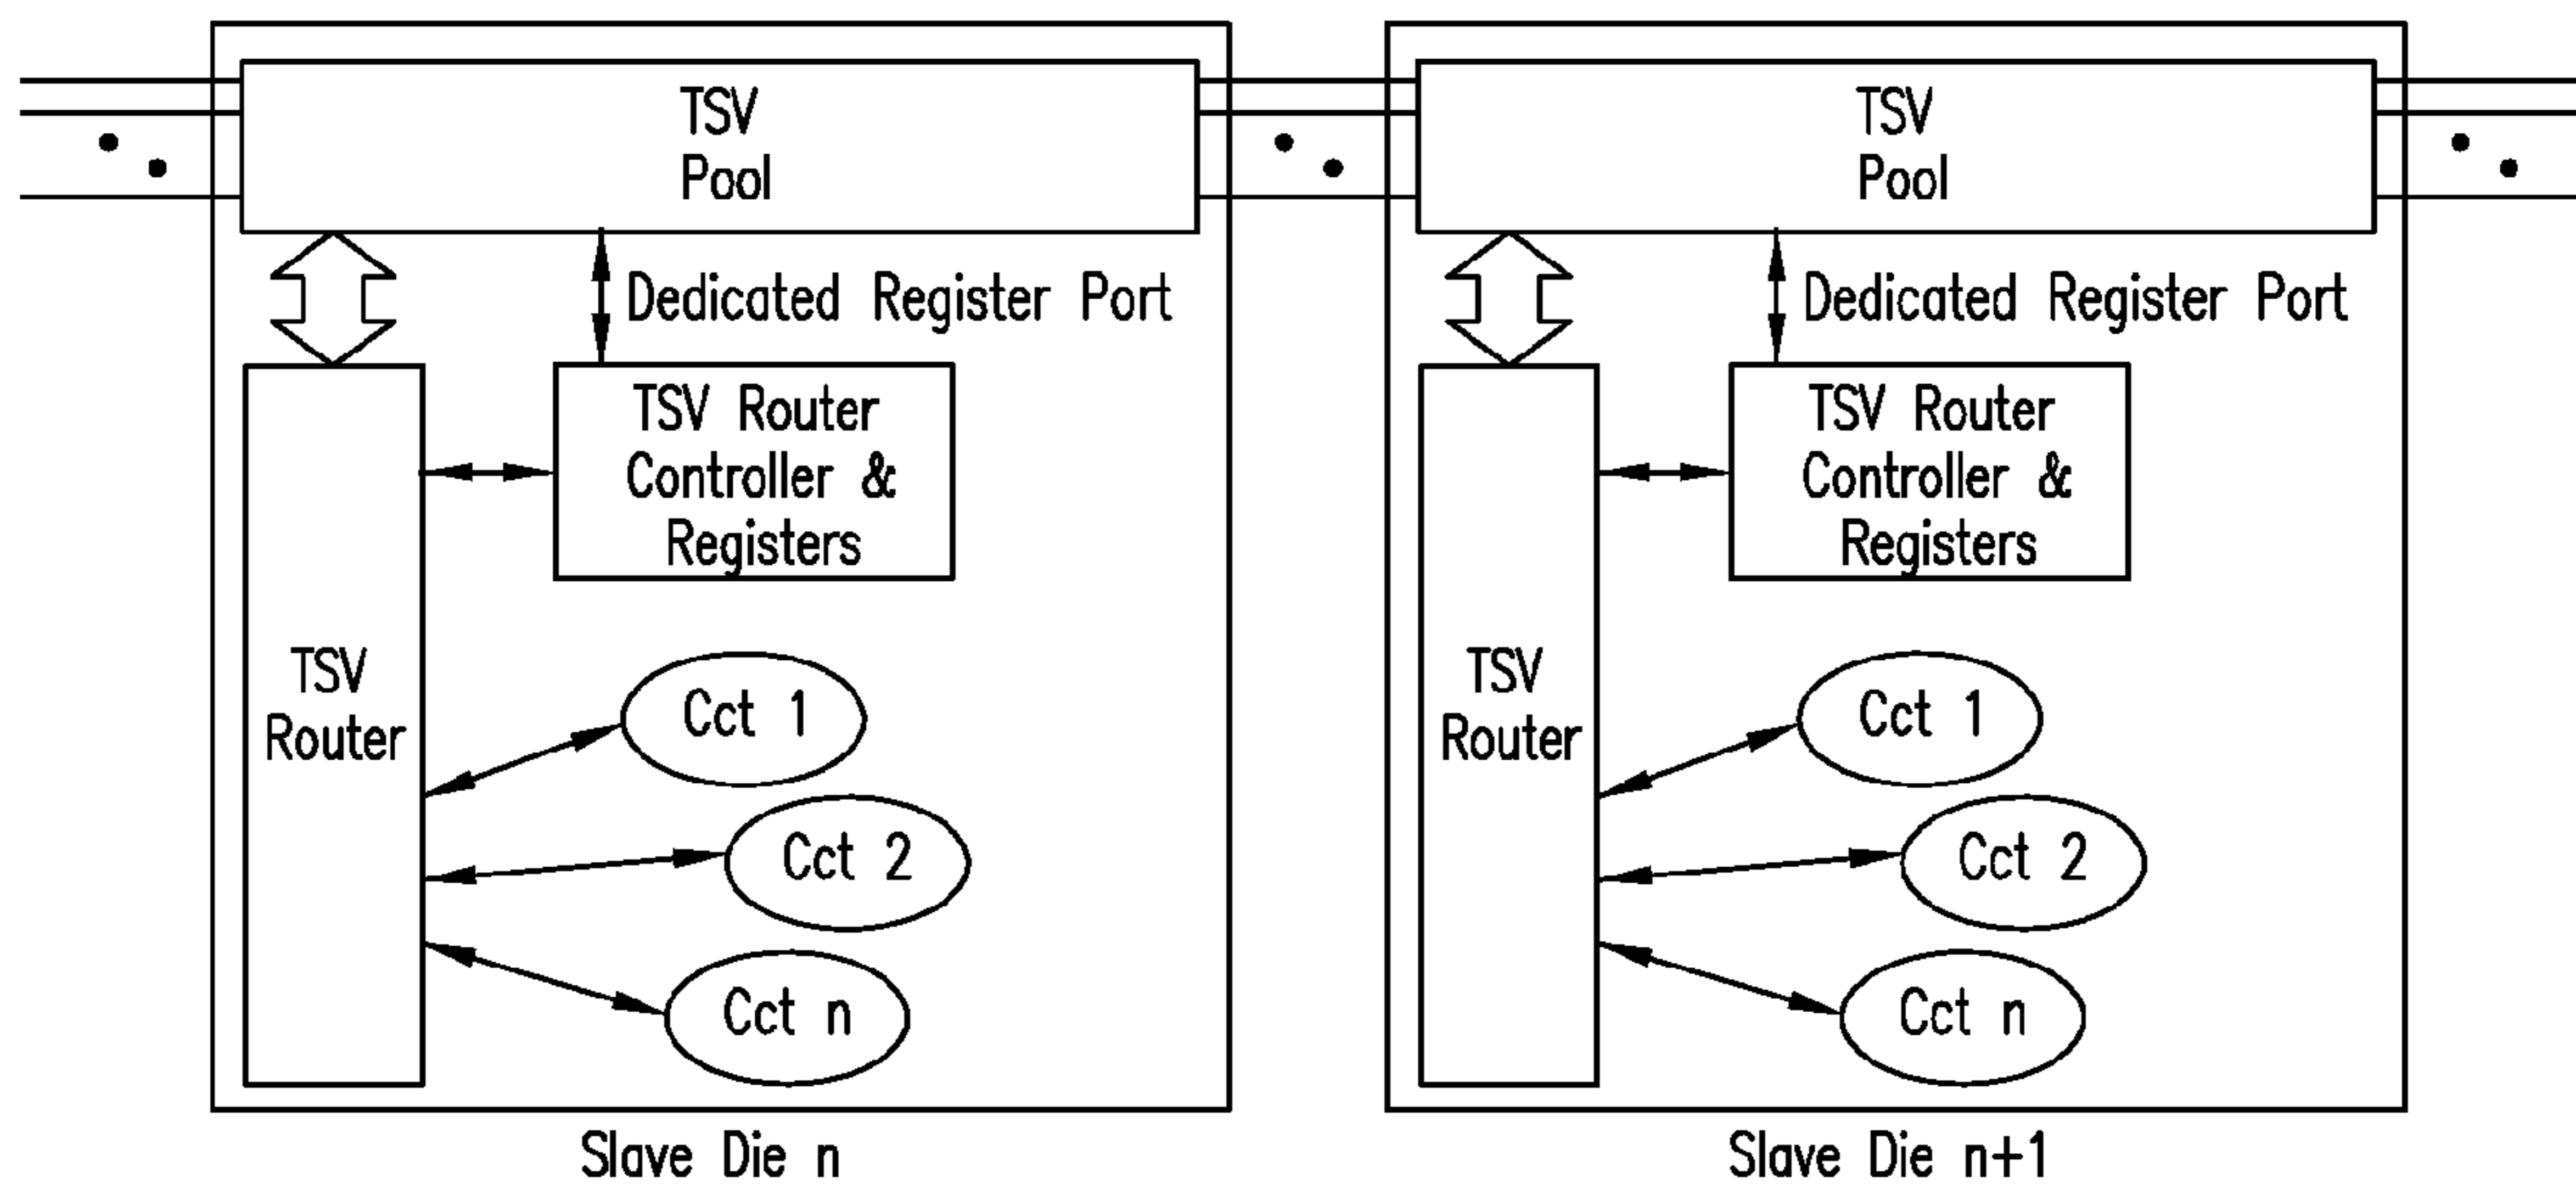 TSV
Pool
Dedicated Register Port
TSV Router
Controller &
Registers
TSV
Router
Cct 1
Cct 2
Cct n
Slave Die n
TSV
Pool
Dedicated Register Port
TSV Router
Controller &
Registers
TSV
Router
Cct 1
Cct 2
Cct n
Slave Die n+1